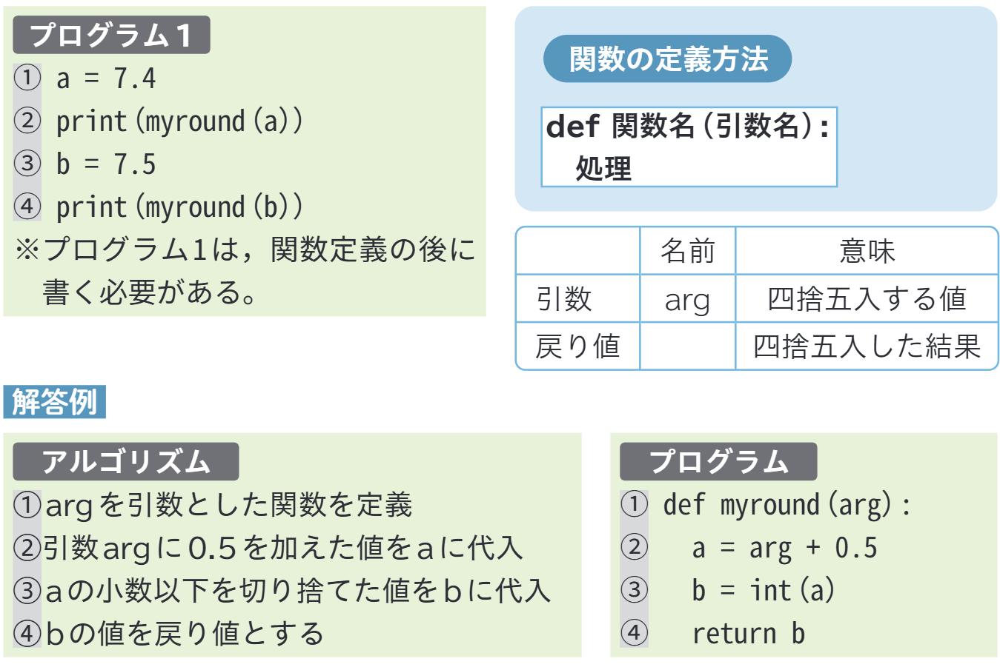 プログラム1
① a = 7.4
② print(myround(a))
③ b = 7.5
④ print(myround(b))
※プログラム1は，関数定義の後に
書く必要がある。
関数の定義方法
def 関数名(引数名):
処理
名前 意味
引数 arg 四捨五入する値
戻り値 四捨五入した結果
解答例
アルゴリズム
①argを引数とした関数を定義
②引数argに0.5を加えた値をaに代入
③aの小数以下を切り捨てた値をbに代入
④bの値を戻り値とする
プログラム
① def myround(arg):
② a = arg + 0.5
③ b = int(a)
④ return b